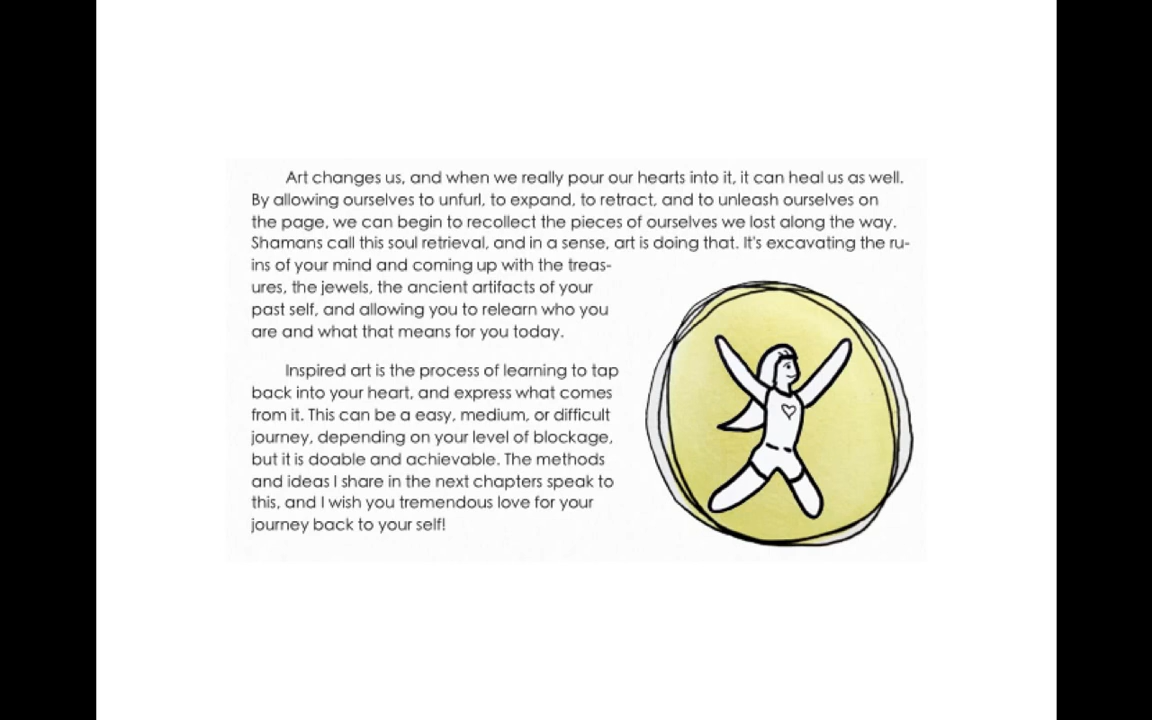 Art changes us, and when we really pour our hearts into it, it can heal us as well.
By allowing ourselves to unfurl, to expand, to retract, and to unleash ourselves on
the page, we can begin to recollect the pieces of ourselves we lost along the way.
Shamans call this soul retrieval, and in a sense, art is doing that. It's excavating the ru-
ins of your mind and coming up with the treas-
ures, the jewels, the ancient artifacts of your
past self, and allowing you to relearn who you
are and what that means for you today.
Inspired art is the process of learning to tap
back into your heart, and express what comes
from it. This can be a easy, medium, or difficult
journey, depending on your level of blockage,
but it is doable and achievable. The methods
and ideas I share in the next chapters speak to
this, and I wish you tremendous love for your
journey back to your self!